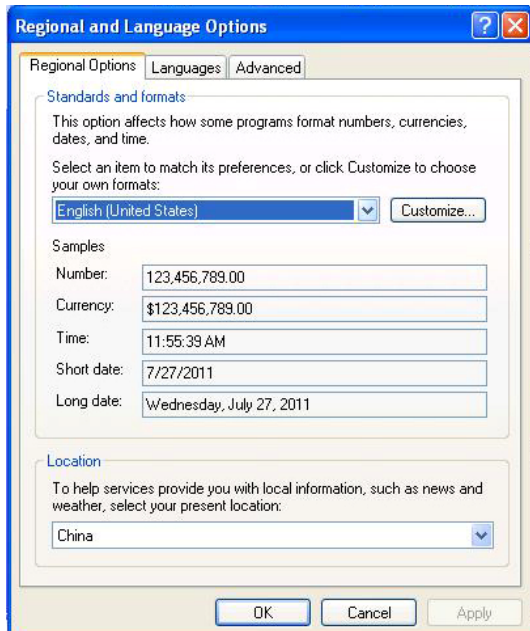 Regional and Language Options
Regional Options Languages Advanced
Standards and formats
This option affects how some programs format numbers, currencies,
dates, and time.
Select an item to match its preferences, or click Customize to choose
your own formats:
English (United States) Customize...
Samples
Number: 123,456,789.00
Currency: $123,456,789.00
Time: 11:55:39 AM
Short date: 7/27/2011
Long date: Wednesday, July 27, 2011
Location
To help services provide you with local information, such as news and
weather, select your present location:
China
OK Cancel Apply